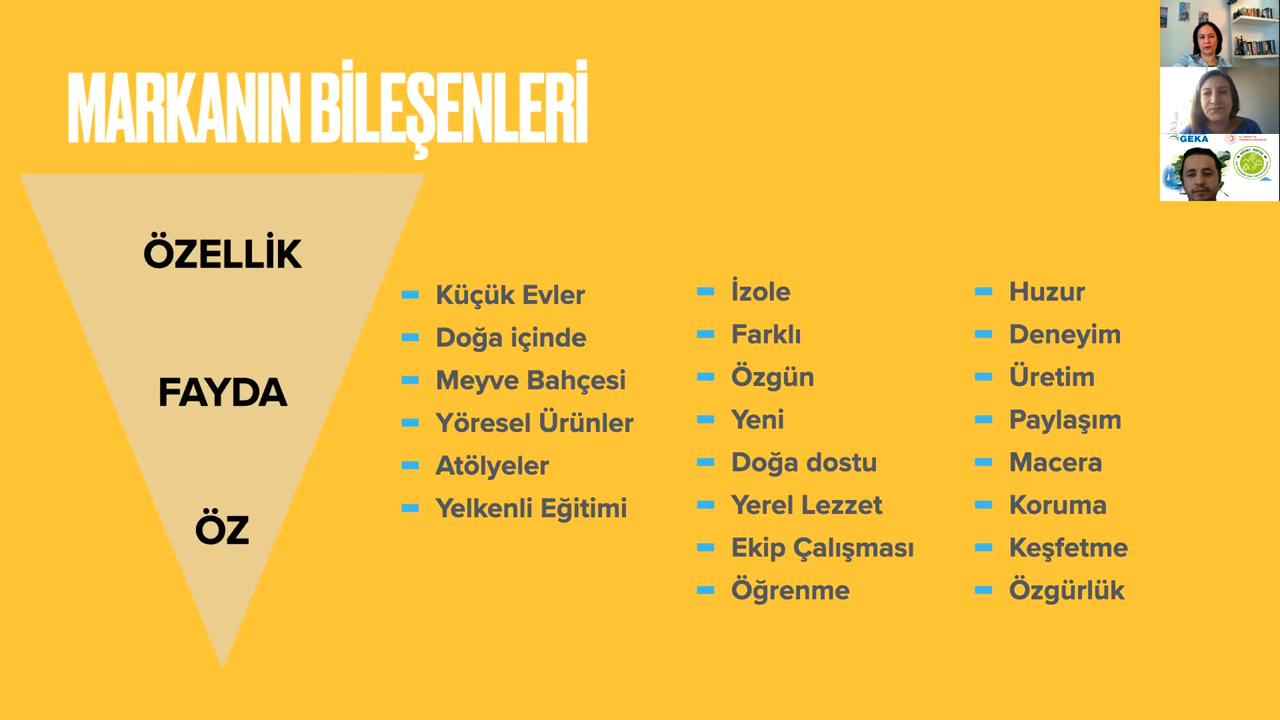 MARKANIN BİLEŞENLERİ
ÖZELLİK
FAYDA
ÖZ
Küçük Evler
Doğa içinde
Meyve Bahçesi
Yöresel Ürünler
Atölyeler
Yelkenli Eğitimi
İzole
Farklı
Özgün
Yeni
Doğa dostu
Yerel Lezzet
Ekip Çalışması
Öğrenme
Huzur
Deneyim
Üretim
Paylaşım
Macera
Koruma
Keşfetme
Özgürlük
GEKA